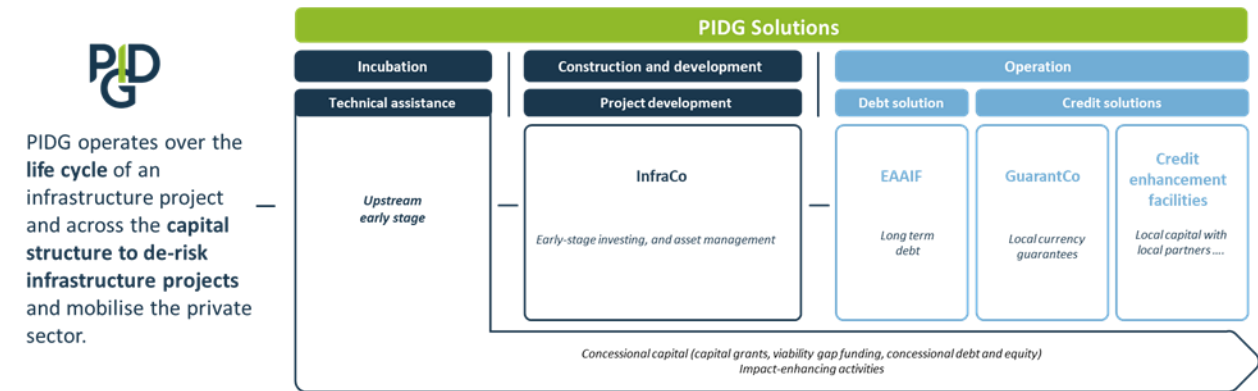 PIDG
PIDG operates over the
life cycle of an
infrastructure project
and across the capital
structure to de-risk
infrastructure projects
and mobilise the private
sector.
PIDG Solutions
Incubation
Construction and development
Operation
Technical assistance
Project development
Debt solution
Credit solutions
Upstream
early stage
InfraCo
Early-stage investing, and asset management
EAAIF
Long term
debt
GuarantCo
Local currency
guarantees
Credit
enhancement
facilities
Local capital with
local partners ....
Concessional capital (capital grants, viability gap funding, concessional debt and equity)
Impact-enhancing activities